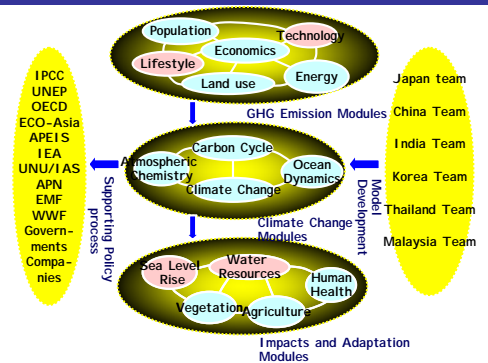 Population
Technology
Economics
Lifestyle
Land use
Energy
GHG Emission Modules
IPCC
UNEP
OECD
ECO-Asia
APEIS
IEA
UNU/IAS
APN
EMF
WWF
Govern-
ments
Compa-
nies
Supporting Policy
process
Carbon Cycle
Atmospheric
Chemistry
Ocean
Dynamics
Climate Change
Climate Change
Modules
Model
Development
Japan team
China Team
India Team
Korea Team
Thailand Team
Malaysia Team
Sea Level
Rise
Water
Resources
Human
Health
Vegetation
Agriculture
Impacts and Adaptation
Modules